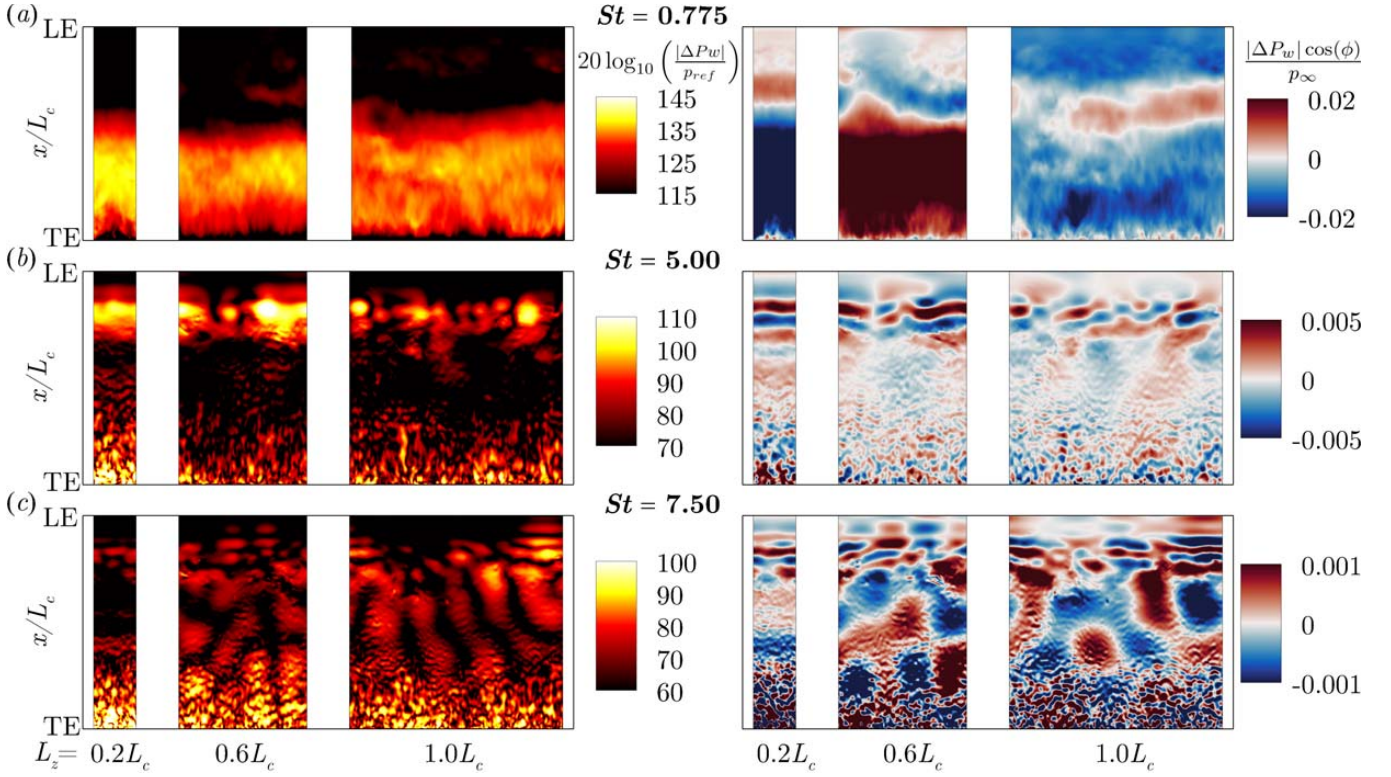 (a) LE
St = 0.775
20 log₁₀ (|ΔPw| / p_ref)
145
135
125
115
|ΔP_w| cos(ϕ) / p_∞
0.02
0
-0.02
x/L_c
TE
(b) LE
St = 5.00
110
100
90
80
70
0.005
0
-0.005
x/L_c
TE
(c) LE
St = 7.50
100
90
80
70
60
0.001
0
-0.001
x/L_c
TE
L_z= 0.2L_c 0.6L_c 1.0L_c 0.2L_c 0.6L_c 1.0L_c